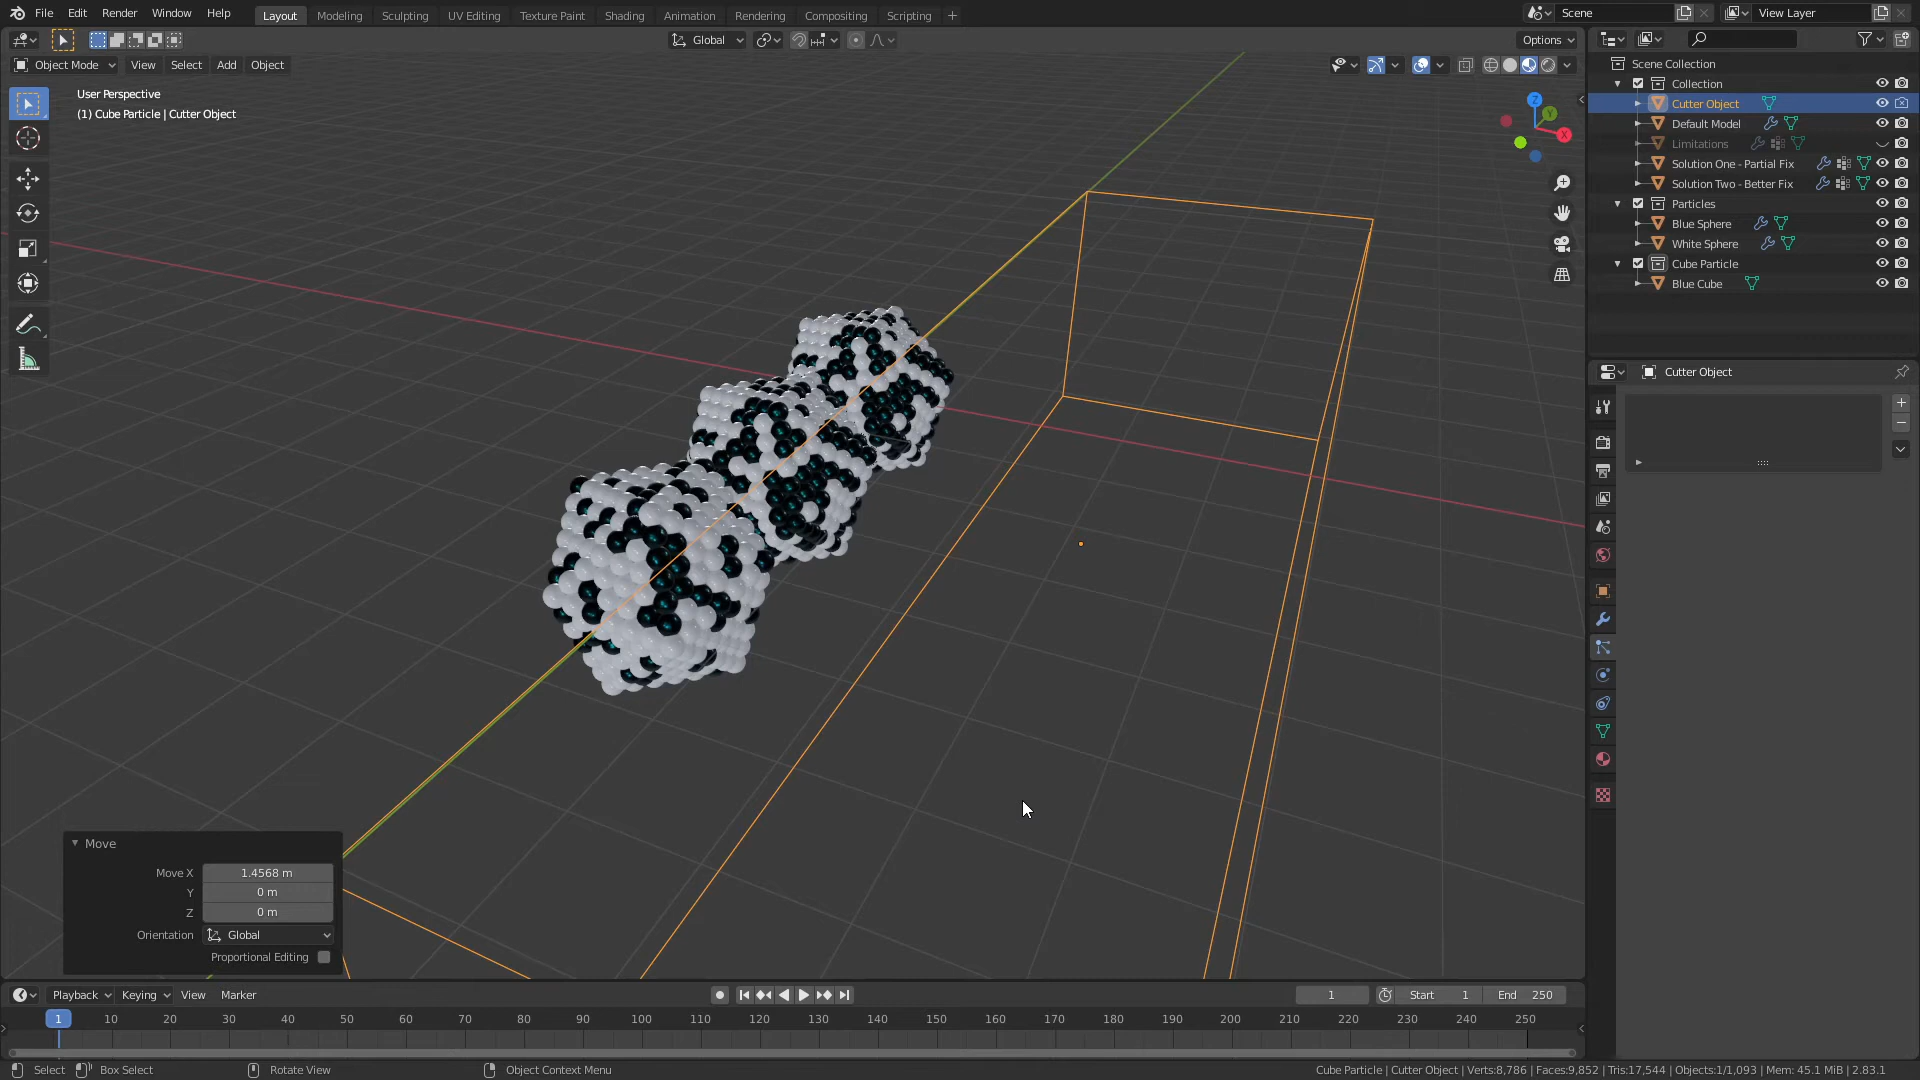 File Edit Render Window Help Layout Modeling Sculpting UV Editing Texture Paint Shading Animation Rendering Compositing Scripting + Scene View Layer
Global Options
Object Mode View Select Add Object
User Perspective
(1) Cube Particle | Cutter Object
Z
Y
X
Scene Collection
Collection
Cutter Object
Default Model
Limitations
Solution One - Partial Fix
Solution Two - Better Fix
Particles
Blue Sphere
White Sphere
Cube Particle
Blue Cube
Cutter Object
Move
Move X 1.4568 m
Y 0 m
Z 0 m
Orientation Global
Proportional Editing
Playback Keying View Marker 1 Start 1 End 250
1 10 20 30 40 50 60 70 80 90 100 110 120 130 140 150 160 170 180 190 200 210 220 230 240 250
Select Box Select Rotate View Object Context Menu Cube Particle | Cutter Object | Verts:8,786 | Faces:9,852 | Tris:17,544 | Objects:1/1,093 | Mem: 45.1 MiB | 2.83.1